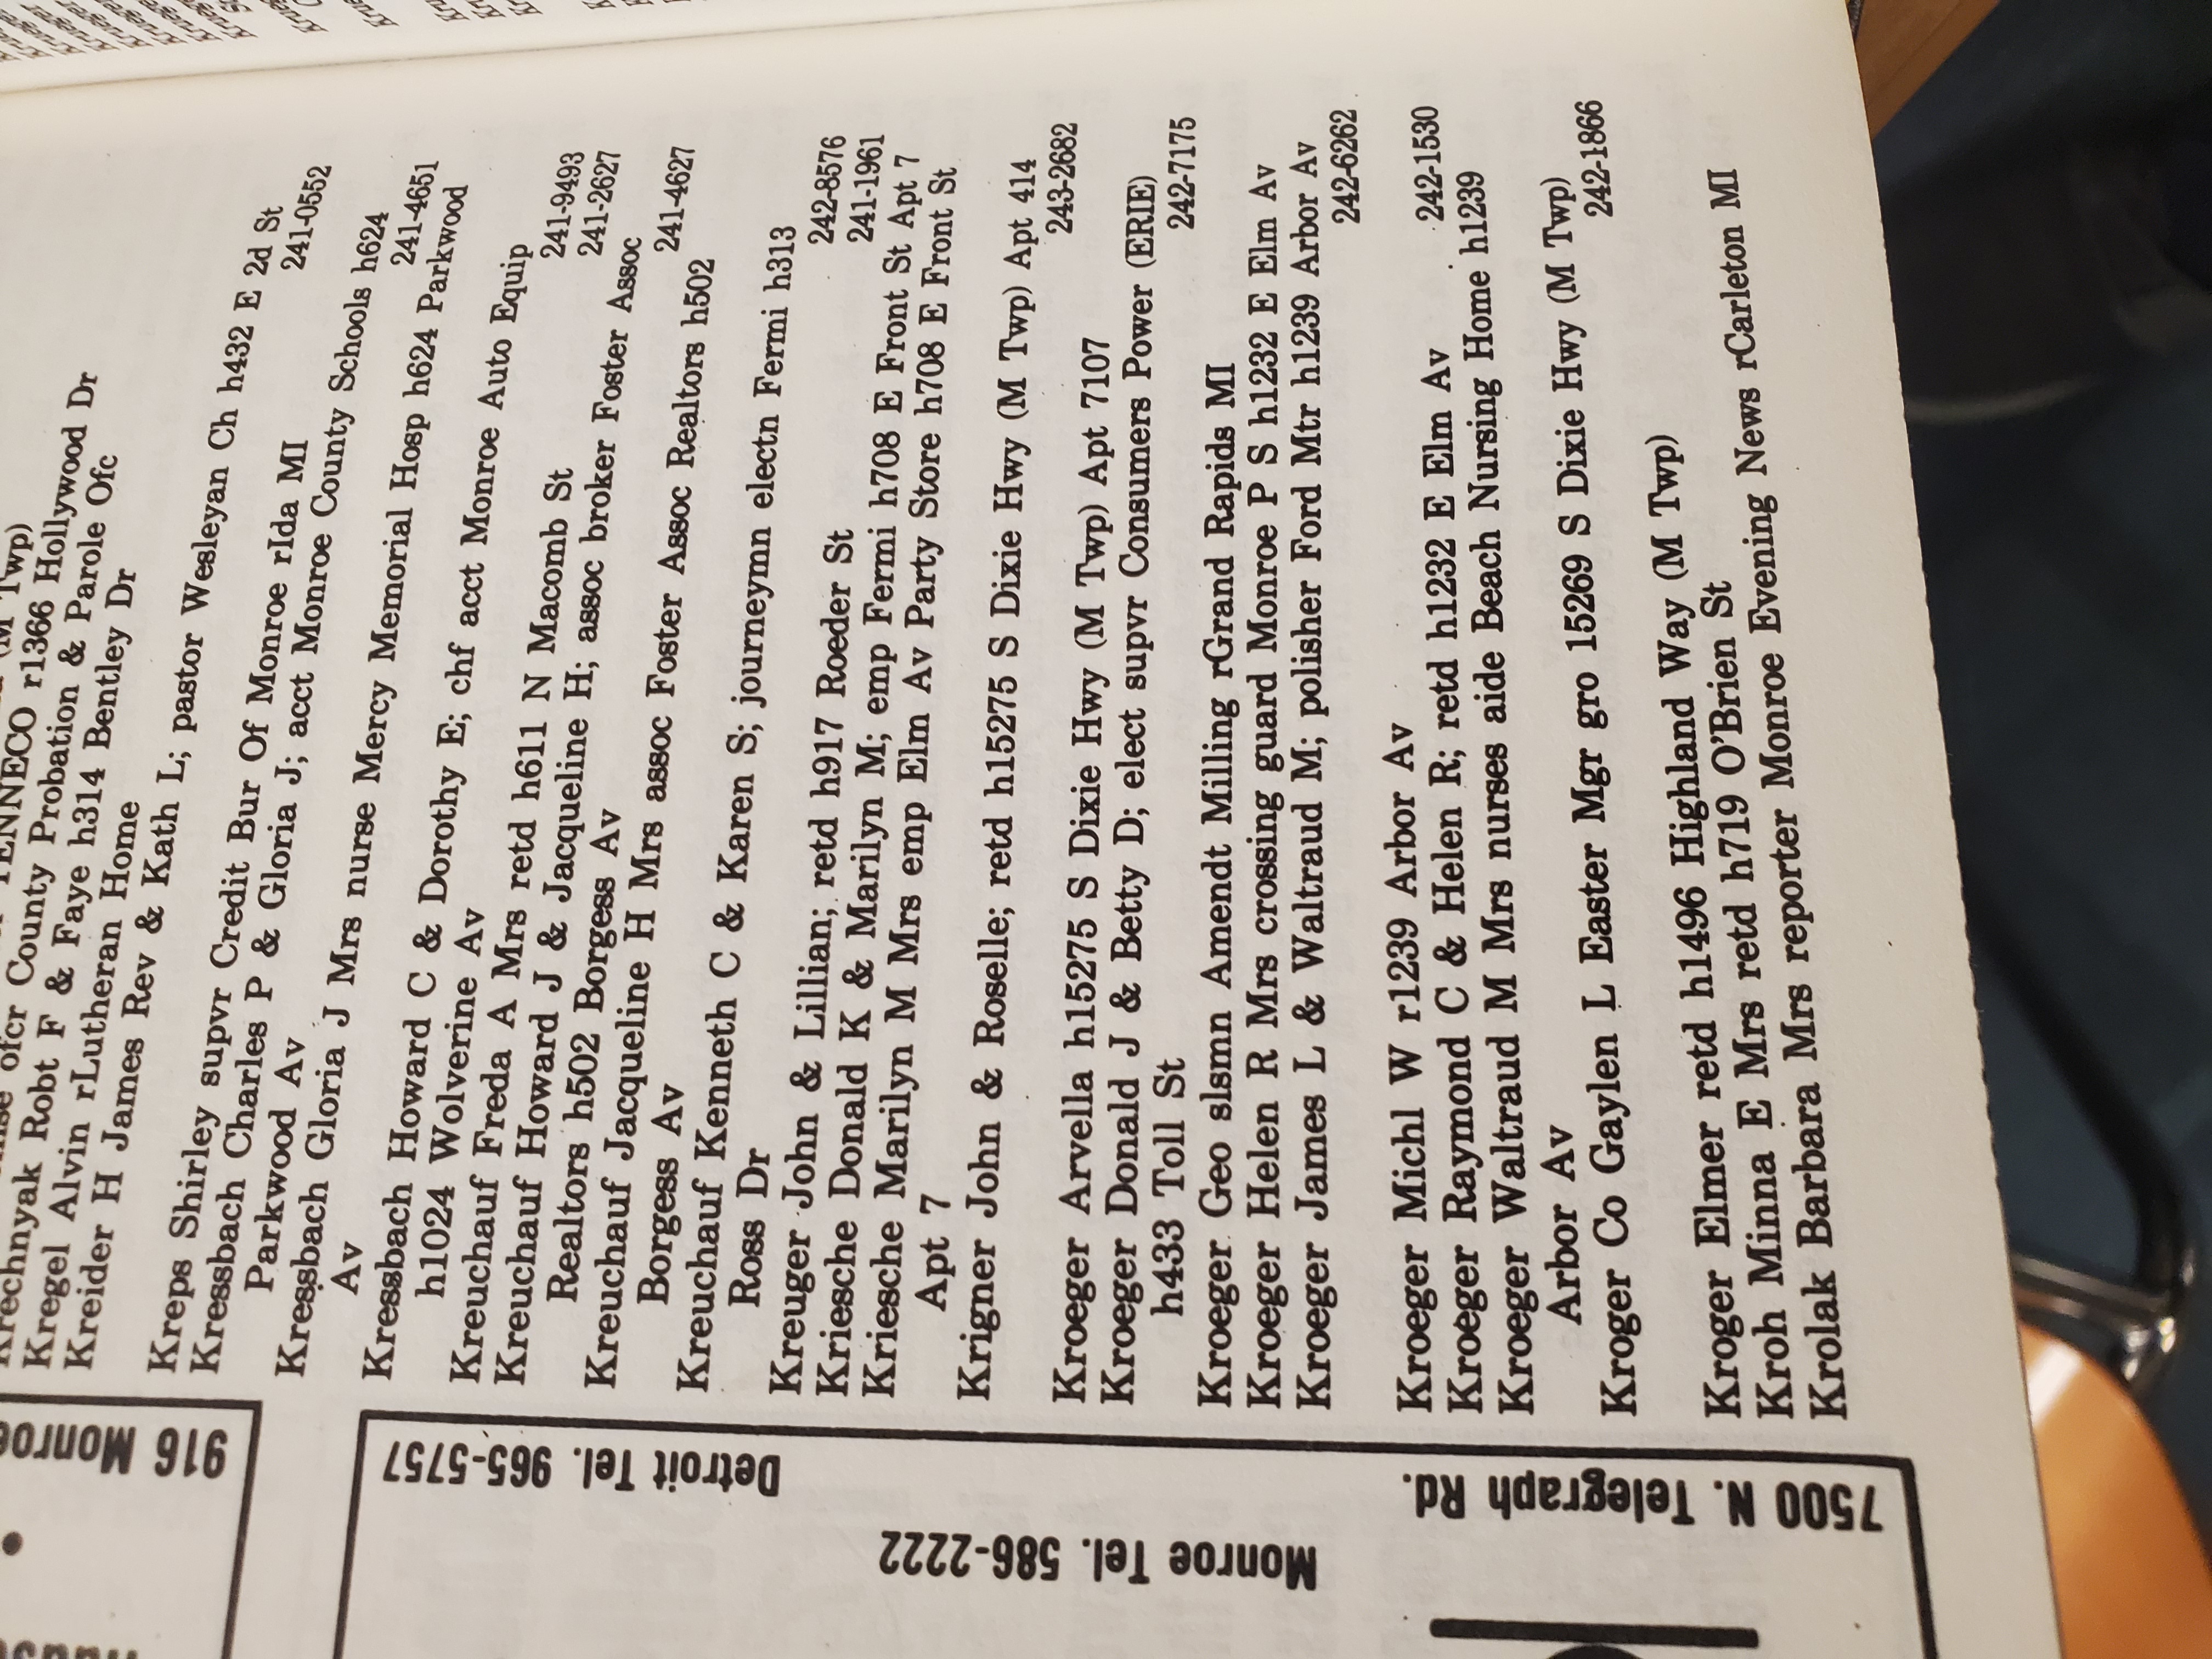 Krechnyak
TENNECO r1366 Hollywood Dr
Kregel Alvin rLutheran Home
County Probation & Parole Ofc
Robt F & Faye h314 Bentley Dr
Kreider H James Rev & Kath L; pastor Wesleyan Ch h432 E 2d St
241-0552
Kreps Shirley supvr Credit Bur Of Monroe rIda MI
Kressbach Charles P & Gloria J; acct Monroe County Schools h624
Parkwood Av 241-4651
Kressbach Gloria J Mrs nurse Mercy Memorial Hosp h624 Parkwood
Av
Kressbach Howard C & Dorothy E; chf acct Monroe Auto Equip
h1024 Wolverine Av 241-9493
Kreuchauf Freda A Mrs retd h611 N Macomb St 241-2627
Kreuchauf Howard J & Jacqueline H; assoc broker Foster Assoc
Realtors h502 Borgess Av 241-4627
Kreuchauf Jacqueline H Mrs assoc Foster Assoc Realtors h502
Borgess Av
Kreuchauf Kenneth C & Karen S; journeymn electn Fermi h313
Ross Dr 242-8576
Kreuger John & Lillian; retd h917 Roeder St 241-1961
Kriesche Donald K & Marilyn M; emp Fermi h708 E Front St Apt 7
Kriesche Marilyn M Mrs emp Elm Av Party Store h708 E Front St
Apt 7
Krigner John & Roselle; retd h15275 S Dixie Hwy (M Twp) Apt 414
243-2682
Kroeger Arvella h15275 S Dixie Hwy (M Twp) Apt 7107
Kroeger Donald J & Betty D; elect supvr Consumers Power (ERIE)
h433 Toll St 242-7175
Kroeger Geo slsmn Amendt Milling rGrand Rapids MI
Kroeger Helen R Mrs crossing guard Monroe P S h1232 E Elm Av
Kroeger James L & Waltraud M; polisher Ford Mtr h1239 Arbor Av
242-6262
Kroeger Michl W r1239 Arbor Av
Kroeger Raymond C & Helen R; retd h1232 E Elm Av 242-1530
Kroeger Waltraud M Mrs nurses aide Beach Nursing Home h1239
Arbor Av
Kroger Co Gaylen L Easter Mgr gro 15269 S Dixie Hwy (M Twp)
242-1866
Kroger Elmer retd h1496 Highland Way (M Twp)
Kroh Minna E Mrs retd h719 O'Brien St
Krolak Barbara Mrs reporter Monroe Evening News rCarleton MI
916 Monroe
7500 N. Telegraph Rd.
Monroe Tel. 586-2222
Detroit Tel. 965-5757